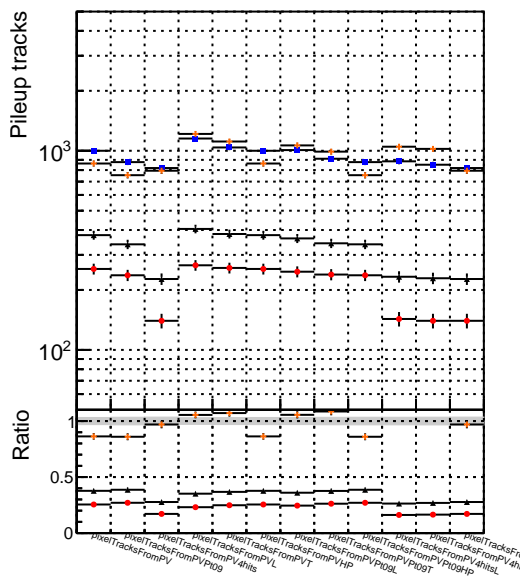 Pileup tracks
10³
10²
Ratio
1
0.5
0
pixelTracksFromPV
pixelTracksFromPVPt09
pixelTracksFromPV4hits
pixelTracksFromPVL
pixelTracksFromPVT
pixelTracksFromPVHP
pixelTracksFromPVPt09L
pixelTracksFromPVPt09T
pixelTracksFromPVPt09HP
pixelTracksFromPV4hitsL